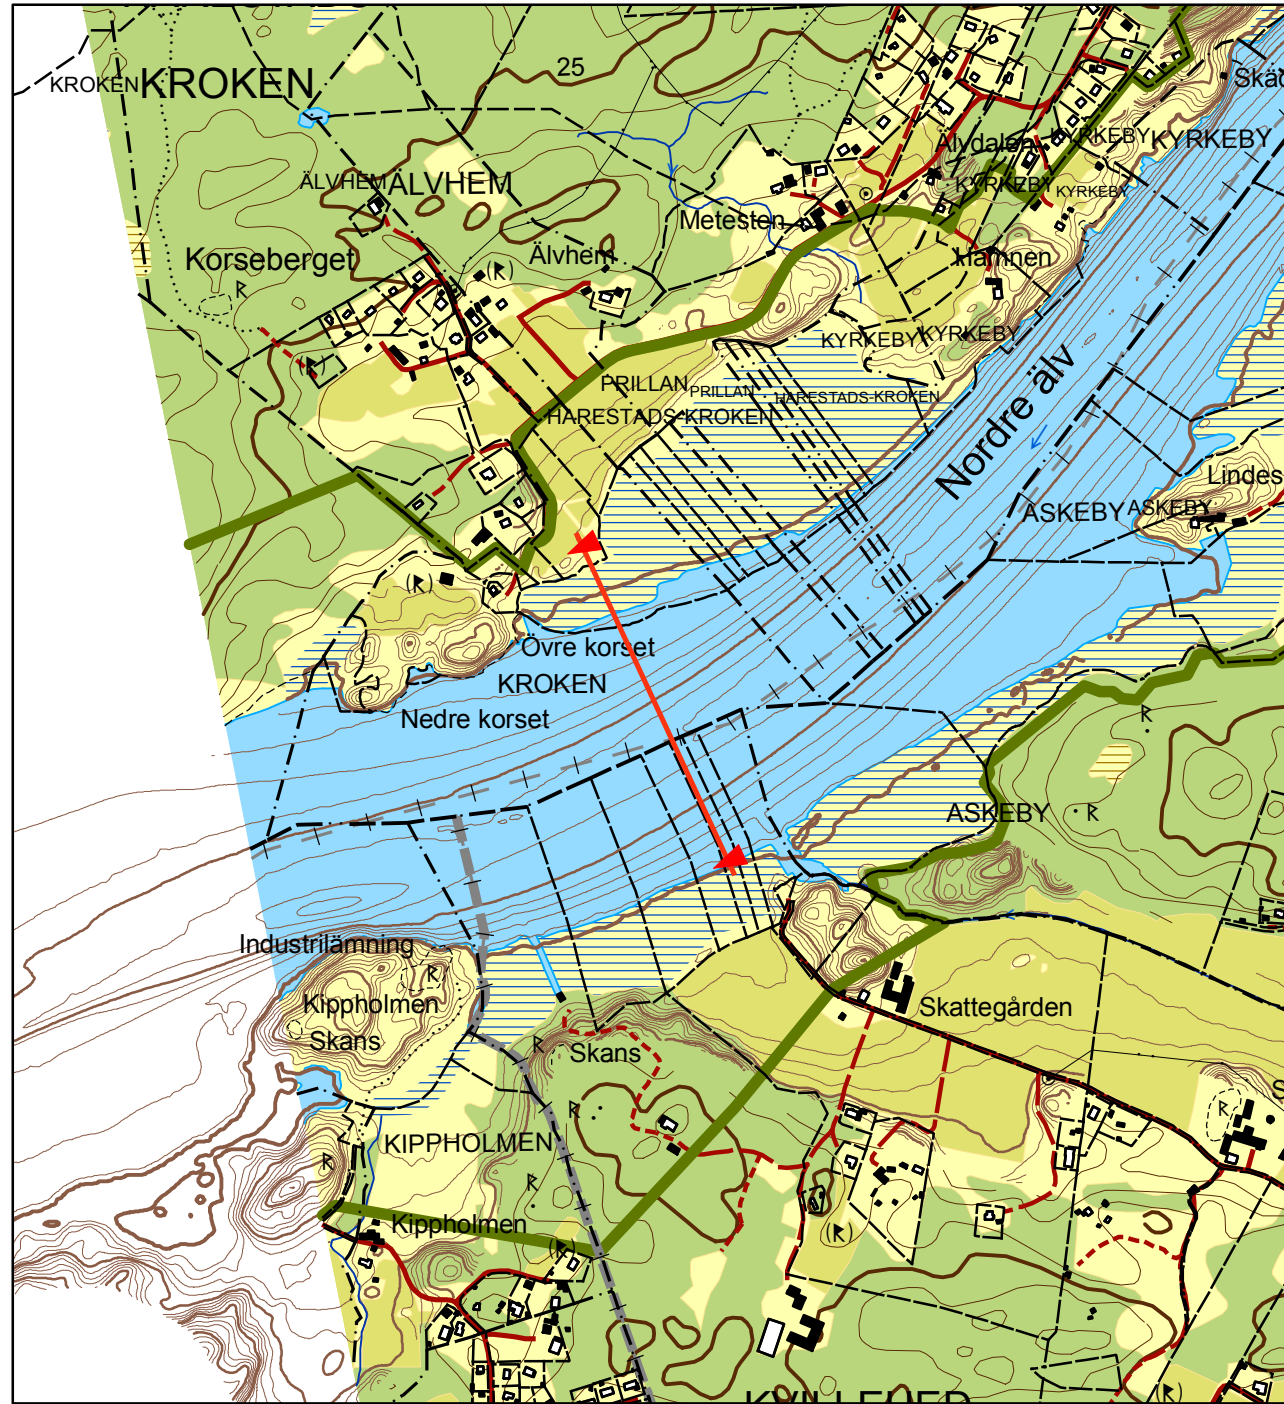 25
KROKEN KROKEN
Skäd
Älvdalen KYRKEBY KYRKEBY
ÄLVHEM ÄLVHEM
KYRKEBY KYRKEBY
Metesten
Korseberget
Älvhem
Hamnen
R
(R)
(R)
KYRKEBY KYRKEBY
PRILLAN PRILLAN
HARESTADS-KROKEN
HARESTADS-KROKEN
Nordre älv
Lindes
ASKEBY ASKEBY
(R)
Övre korset
KROKEN
Nedre korset
R
ASKEBY
R
Industrilämning
R
Kippholmen
Skans
Skattegården
R
Skans
R
S
KIPPHOLMEN
R
R
R
Kippholmen
(R)
(R)
(R)